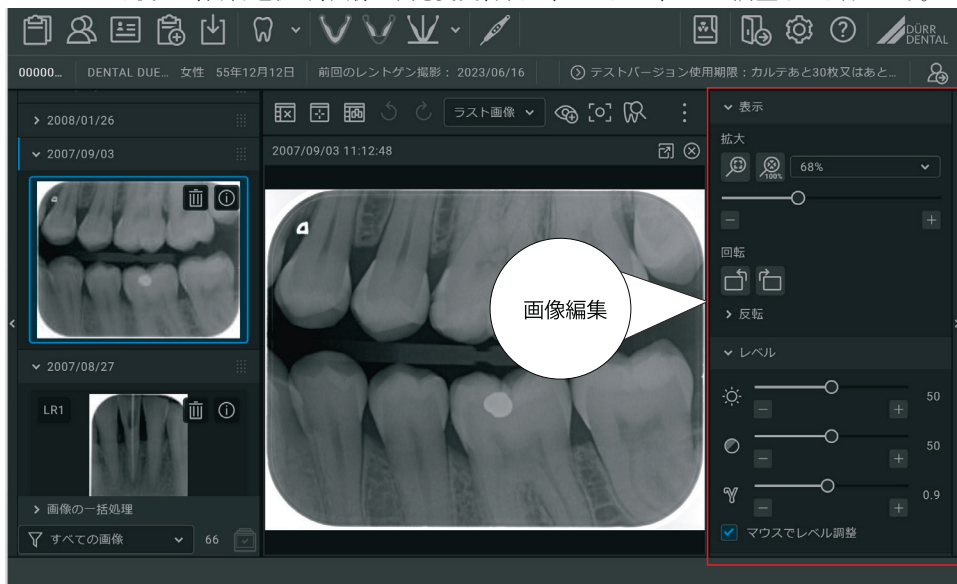 DÜRR
DENTAL
00000...
DENTAL DUE...
女性
55年12月12日
前回のレントゲン撮影：2023/06/16
テストバージョン使用期限：カルテあと30枚又はあと...
2008/01/26
2007/09/03
2007/08/27
LR1
画像の一括処理
すべての画像
66
ラスト画像
2007/09/03 11:12:48
画像編集
表示
拡大
100%
68%
回転
反転
レベル
50
50
0.9
マウスでレベル調整